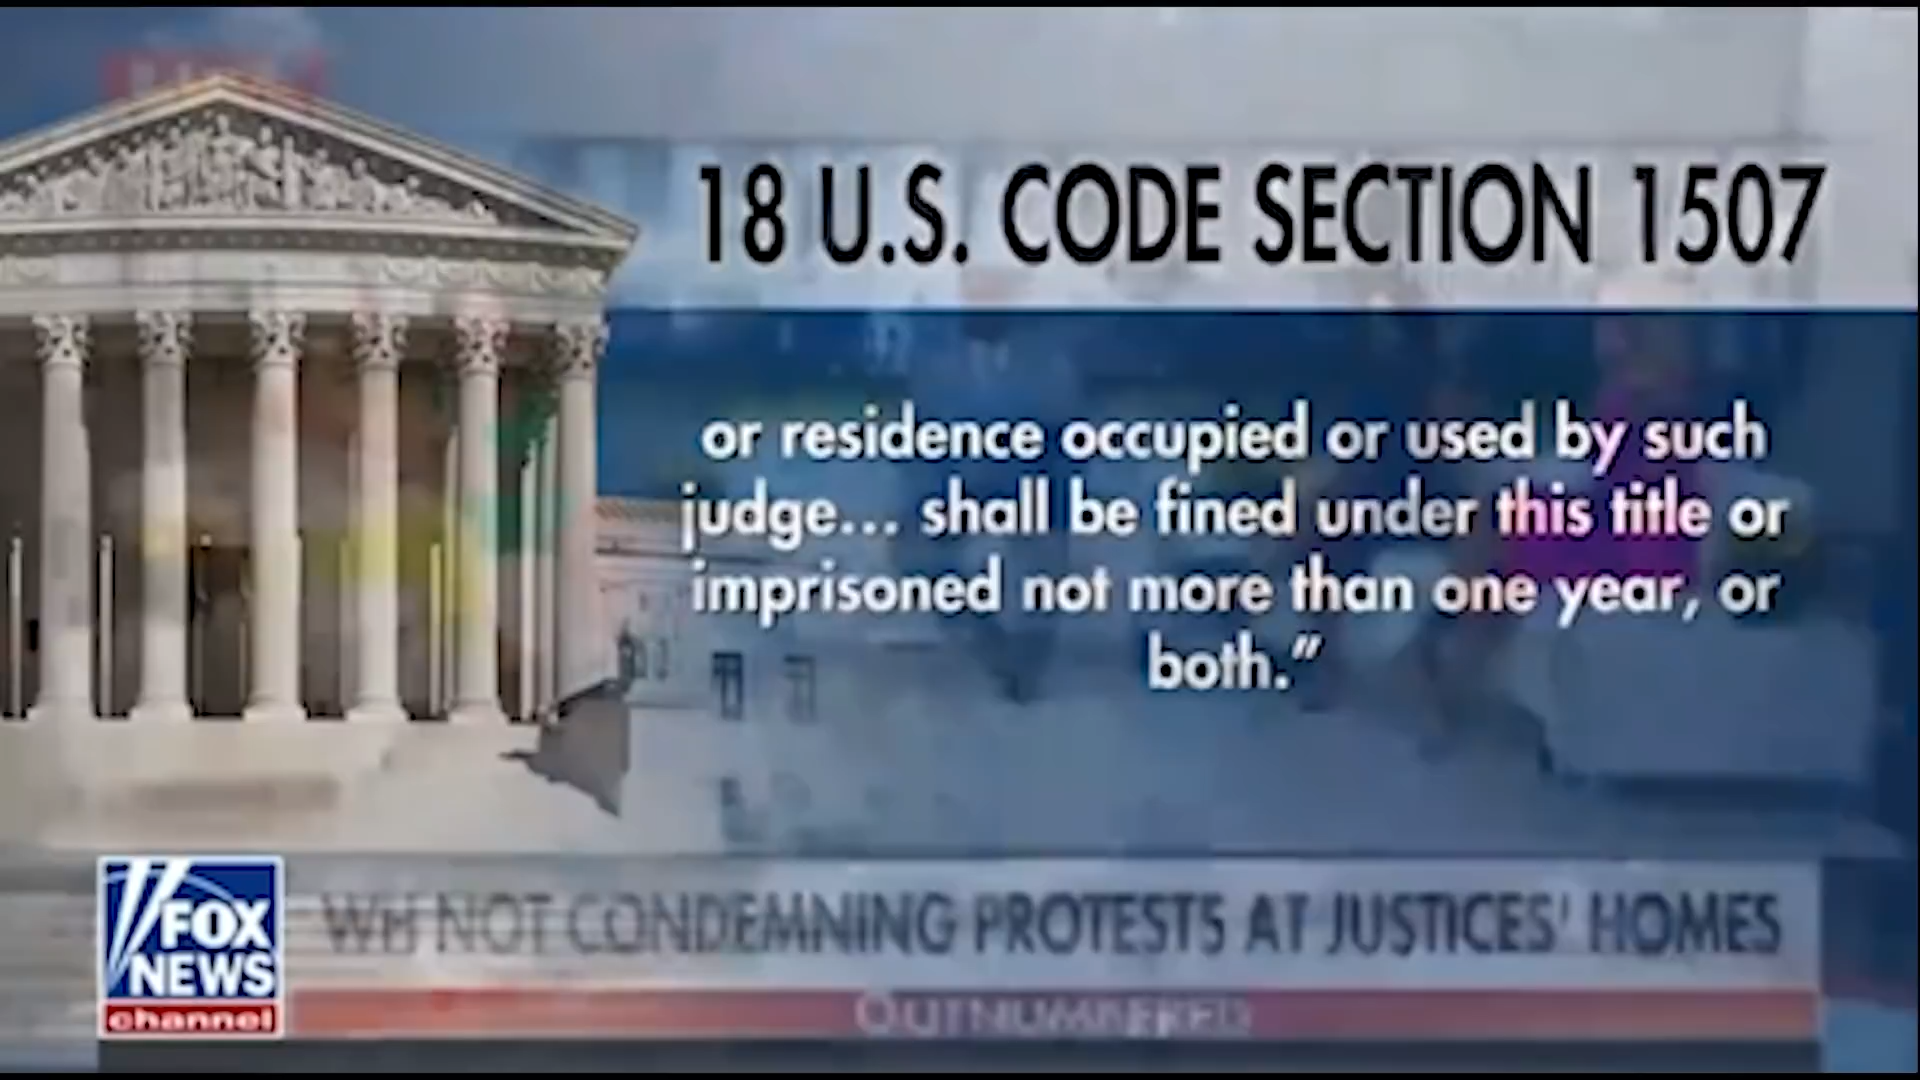 18 U.S. CODE SECTION 1507
or residence occupied or used by such
judge... shall be fined under this title or
imprisoned not more than one year, or
both.”
FOX
NEWS
channel
WH NOT CONDEMNING PROTESTS AT JUSTICES' HOMES
OUTNUMBERED